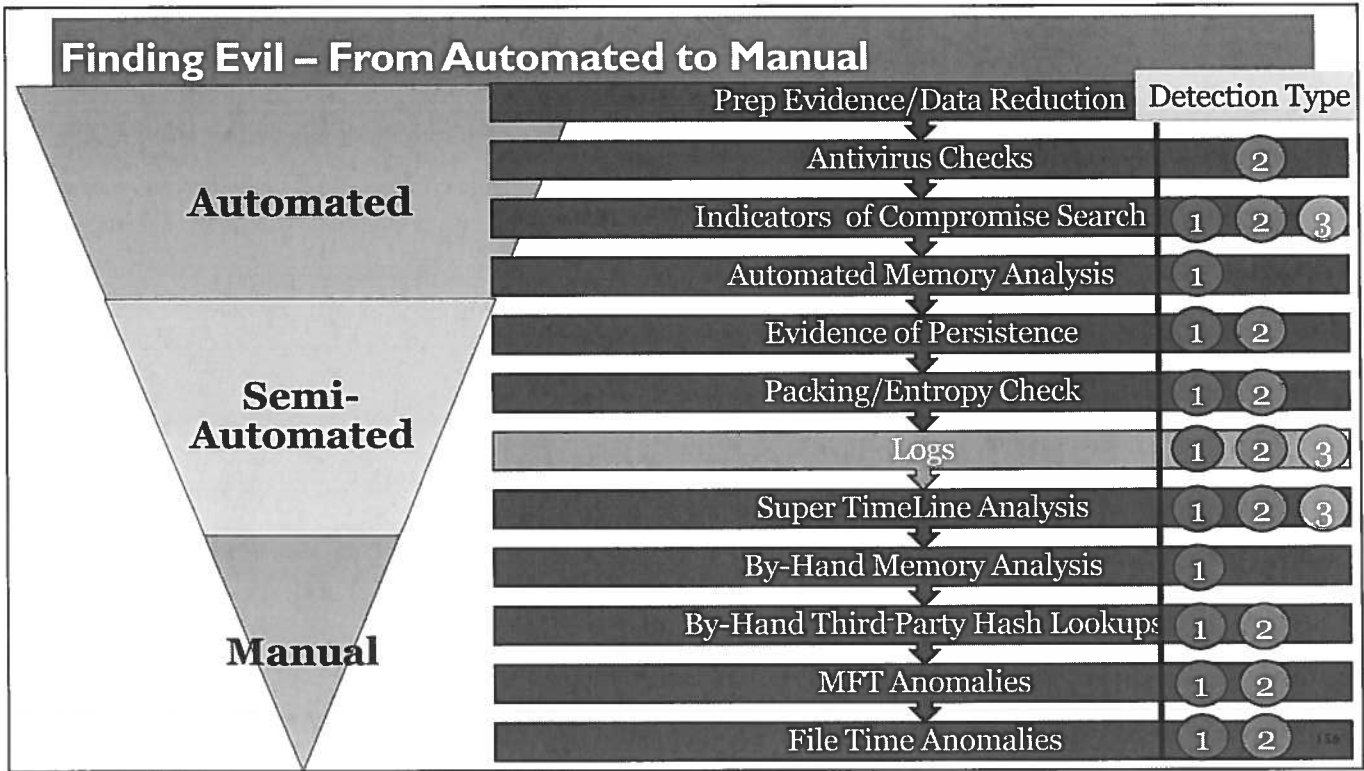 Finding Evil – From Automated to Manual
Prep Evidence/Data Reduction
Detection Type
Automated
Antivirus Checks
2
Indicators of Compromise Search
1 2 3
Automated Memory Analysis
1
Semi-
Automated
Evidence of Persistence
1 2
Packing/Entropy Check
1 2
Logs
1 2 3
Super TimeLine Analysis
1 2 3
Manual
By-Hand Memory Analysis
1
By-Hand Third-Party Hash Lookups
1 2
MFT Anomalies
1 2
File Time Anomalies
1 2